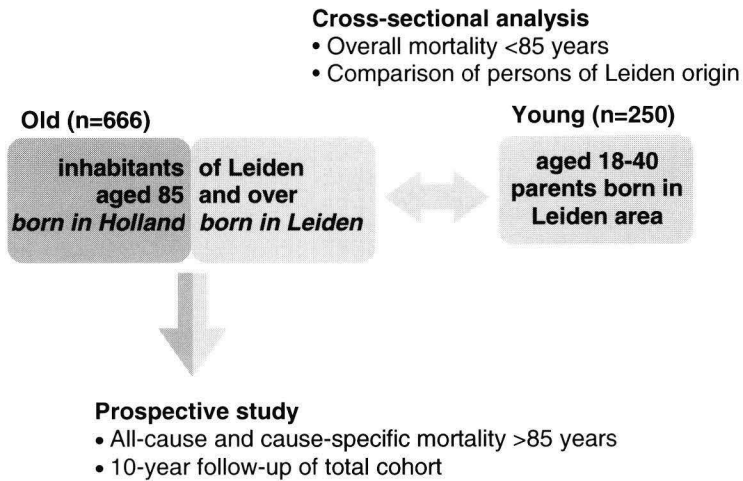 Cross-sectional analysis
• Overall mortality <85 years
• Comparison of persons of Leiden origin
Old (n=666)
inhabitants of Leiden
aged 85 and over
born in Holland born in Leiden
Young (n=250)
aged 18-40
parents born in
Leiden area
Prospective study
• All-cause and cause-specific mortality >85 years
• 10-year follow-up of total cohort